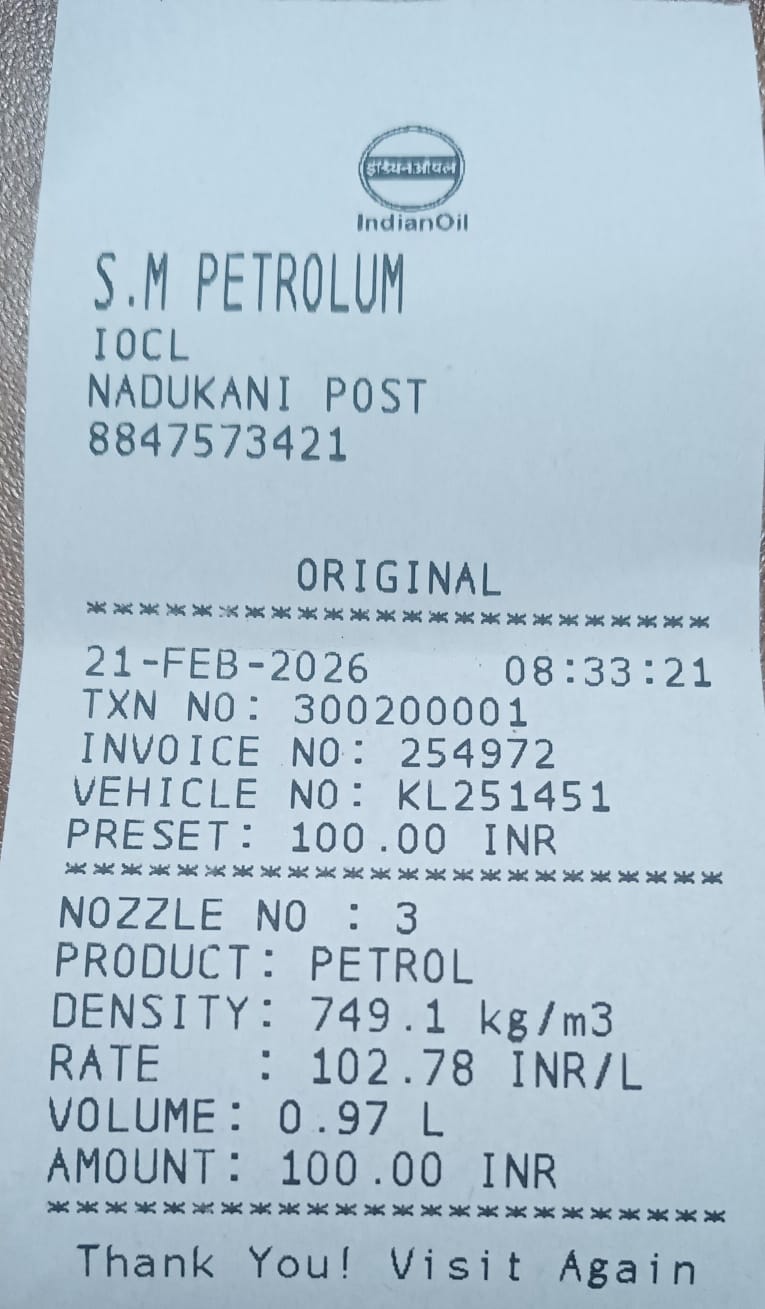 इंडियनऑयल
IndianOil
S.M PETROLUM
IOCL
NADUKANI POST
8847573421
ORIGINAL
************************
21-FEB-2026 08:33:21
TXN NO: 300200001
INVOICE NO: 254972
VEHICLE NO: KL251451
PRESET: 100.00 INR
************************
NOZZLE NO : 3
PRODUCT: PETROL
DENSITY: 749.1 kg/m3
RATE : 102.78 INR/L
VOLUME: 0.97 L
AMOUNT: 100.00 INR
************************
Thank You! Visit Again